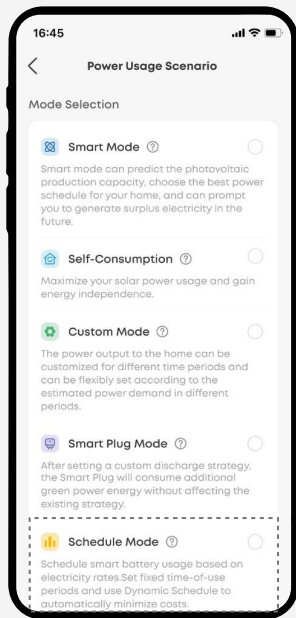 16:45
Power Usage Scenario
Mode Selection
Smart Mode ?
Smart mode can predict the photovoltaic
production capacity, choose the best power
schedule for your home, and can prompt
you to generate surplus electricity in the
future.
Self-Consumption ?
Maximize your solar power usage and gain
energy independence.
Custom Mode ?
The power output to the home can be
customized for different time periods and
can be flexibly set according to the
estimated power demand in different
periods.
Smart Plug Mode ?
After setting a custom discharge strategy,
the Smart Plug will consume additional
green power energy without affecting the
existing strategy.
Schedule Mode ?
Schedule smart battery usage based on
electricity rates.Set fixed time-of-use
periods and use Dynamic Schedule to
automatically minimize costs.